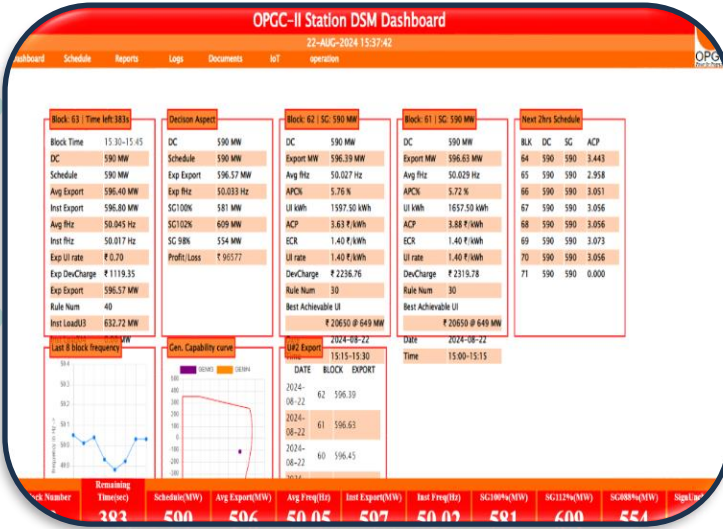 OPGC-II Station DSM Dashboard
22-AUG-2024 15:37:42
Schedule Reports Logs Documents IoT operation
OPG
Block: 63 | Time left:383s
Block Time 15:30-15:45
DC 590 MW
Schedule 590 MW
Avg Export 596.40 MW
Inst Export 596.80 MW
Avg fHz 50.045 Hz
Inst fHz 50.017 Hz
Exp UI rate ₹ 0.70
Exp DevCharge ₹ 1119.35
Exp Export 596.57 MW
Rule Num 40
Inst LoadU3 632.72 MW
Decison Aspect
DC 590 MW
Schedule 590 MW
Exp Export 596.57 MW
Exp fHz 50.033 Hz
SG100% 581 MW
SG102% 609 MW
SG 98% 554 MW
Profit/Loss ₹ 96577
Block: 62 | SG: 590 MW
DC 590 MW
Export MW 596.39 MW
Avg fHz 50.027 Hz
APC% 5.76 %
UI kWh 1597.50 kWh
ACP 3.63 ₹/kWh
ECR 1.40 ₹/kWh
UI rate 1.40 ₹/kWh
DevCharge ₹ 2236.76
Rule Num 30
Best Achievable UI
₹ 20650 @ 649 MW
2024-08-22
15:15-15:30
Block: 61 | SG: 590 MW
DC 590 MW
Export MW 596.63 MW
Avg fHz 50.029 Hz
APC% 5.72 %
UI kWh 1657.50 kWh
ACP 3.88 ₹/kWh
ECR 1.40 ₹/kWh
UI rate 1.40 ₹/kWh
DevCharge ₹ 2319.78
Rule Num 30
Best Achievable UI
₹ 20650 @ 649 MW
Date 2024-08-22
Time 15:00-15:15
Next 2hrs Schedule
BLK DC SG ACP
64 590 590 3.443
65 590 590 2.958
66 590 590 3.051
67 590 590 3.056
68 590 590 3.056
69 590 590 3.073
70 590 590 3.056
71 590 590 0.000
Last 8 block frequency
Gen. Capability curve
500
400
300
200
100
0
-100
-200
-300
U#2 Export
DATE BLOCK EXPORT
2024-08-22 62 596.39
2024-08-22 61 596.63
2024-08-22 60 596.45
Remaining
Number Time(sec) Schedule(MW) Avg Export(MW) Avg Freq(Hz) Inst Export(MW) Inst Freq(Hz) SG100%(MW) SG112%(MW) SG088%(MW)
383 590 596 50.05 597 50.02 581 609 554